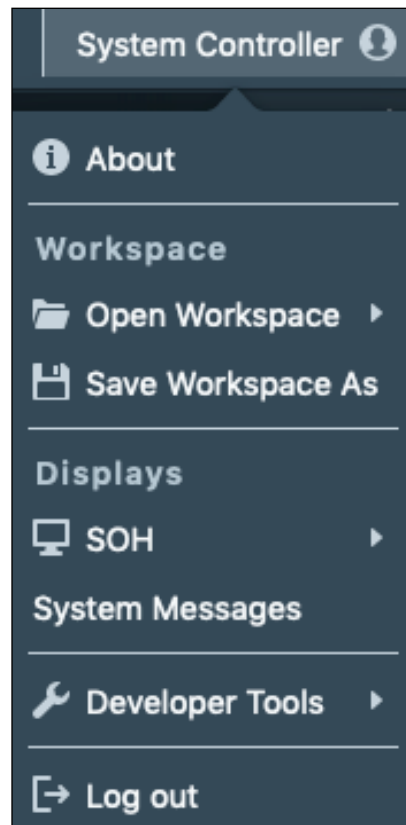 System Controller
About
Workspace
Open Workspace
Save Workspace As
Displays
SOH
System Messages
Developer Tools
Log out